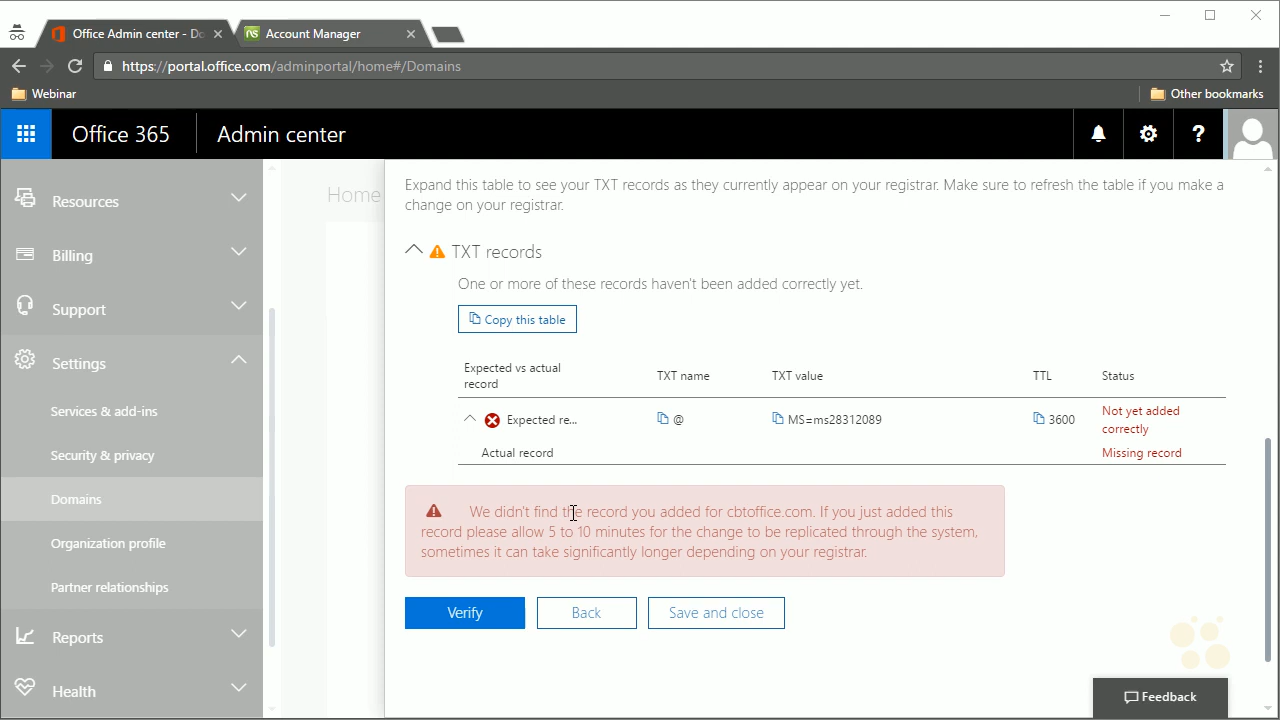 Office Admin center - Do
Account Manager
https://portal.office.com/adminportal/home#/Domains
Webinar
Other bookmarks
Office 365
Admin center
?
Resources
Billing
Support
Settings
Services & add-ins
Security & privacy
Domains
Organization profile
Partner relationships
Reports
Health
Home
Expand this table to see your TXT records as they currently appear on your registrar. Make sure to refresh the table if you make a
change on your registrar.
TXT records
One or more of these records haven't been added correctly yet.
Copy this table
Expected vs actual
record
TXT name
TXT value
TTL
Status
Expected re...
@
MS=ms28312089
3600
Not yet added
correctly
Actual record
Missing record
We didn't find the record you added for cbtoffice.com. If you just added this
record please allow 5 to 10 minutes for the change to be replicated through the system,
sometimes it can take significantly longer depending on your registrar.
Verify
Back
Save and close
Feedback